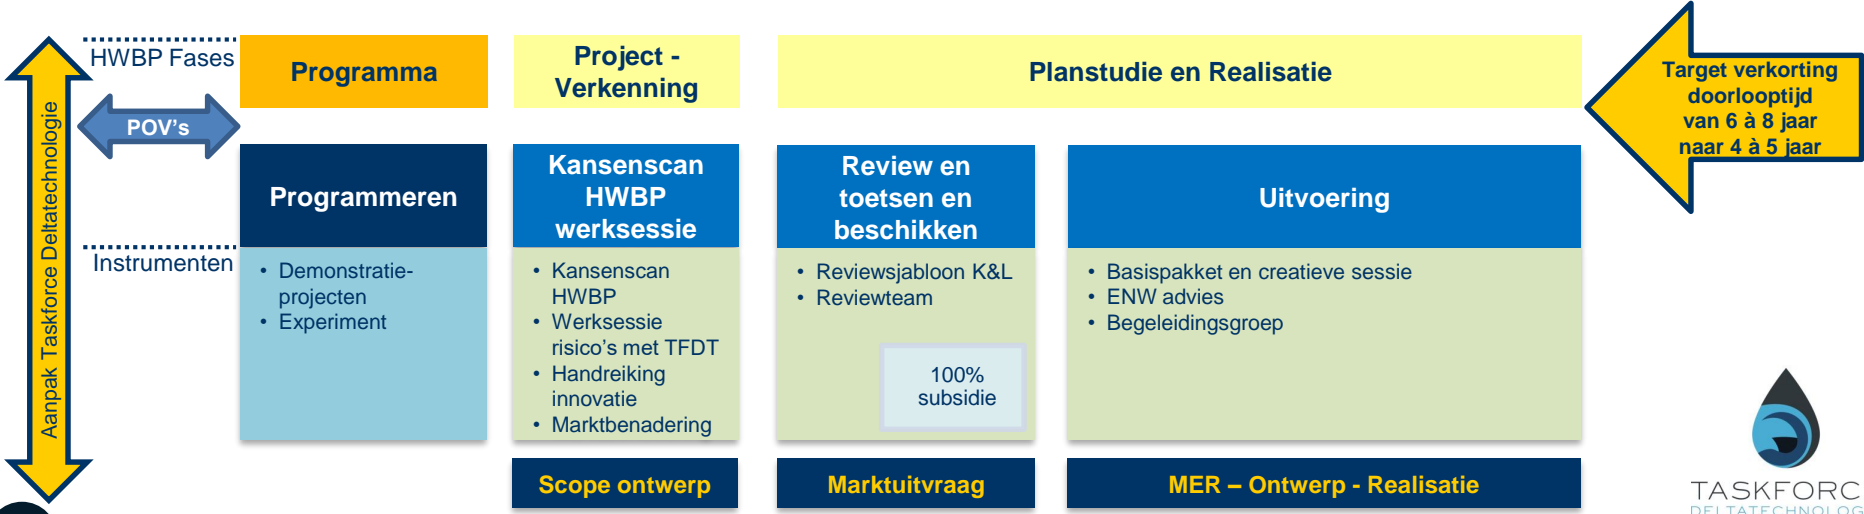 HWBP Fases
Programma
Project -
Verkenning
Planstudie en Realisatie
Target verkorting
doorlooptijd
van 6 à 8 jaar
naar 4 à 5 jaar
Aanpak Taskforce Deltatechnologie
POV's
Programmeren
Kansenscan
HWBP
werksessie
Review en
toetsen en
beschikken
Uitvoering
Instrumenten
• Demonstratie-
projecten
• Experiment
• Kansenscan
HWBP
• Werksessie
risico's met TFDT
• Handreiking
innovatie
• Marktbenadering
• Reviewsjabloon K&L
• Reviewteam
100%
subsidie
• Basispakket en creatieve sessie
• ENW advies
• Begeleidingsgroep
Scope ontwerp
Marktuitvraag
MER – Ontwerp - Realisatie
TASKFORC
DELTATECHNOLOG